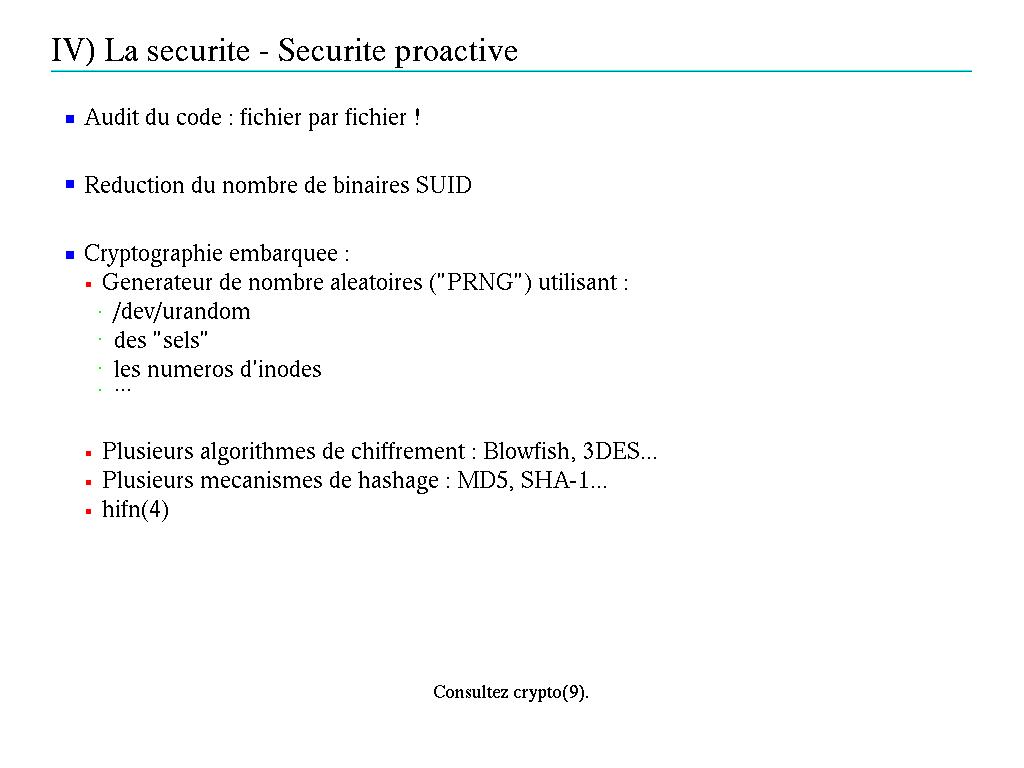 IV) La securite - Securite proactive
Audit du code : fichier par fichier !
Reduction du nombre de binaires SUID
Cryptographie embarquee :
Generateur de nombre aleatoires ("PRNG") utilisant :
/dev/urandom
des "sels"
les numeros d'inodes
...
Plusieurs algorithmes de chiffrement : Blowfish, 3DES...
Plusieurs mecanismes de hashage : MD5, SHA-1...
hifn(4)
Consultez crypto(9).